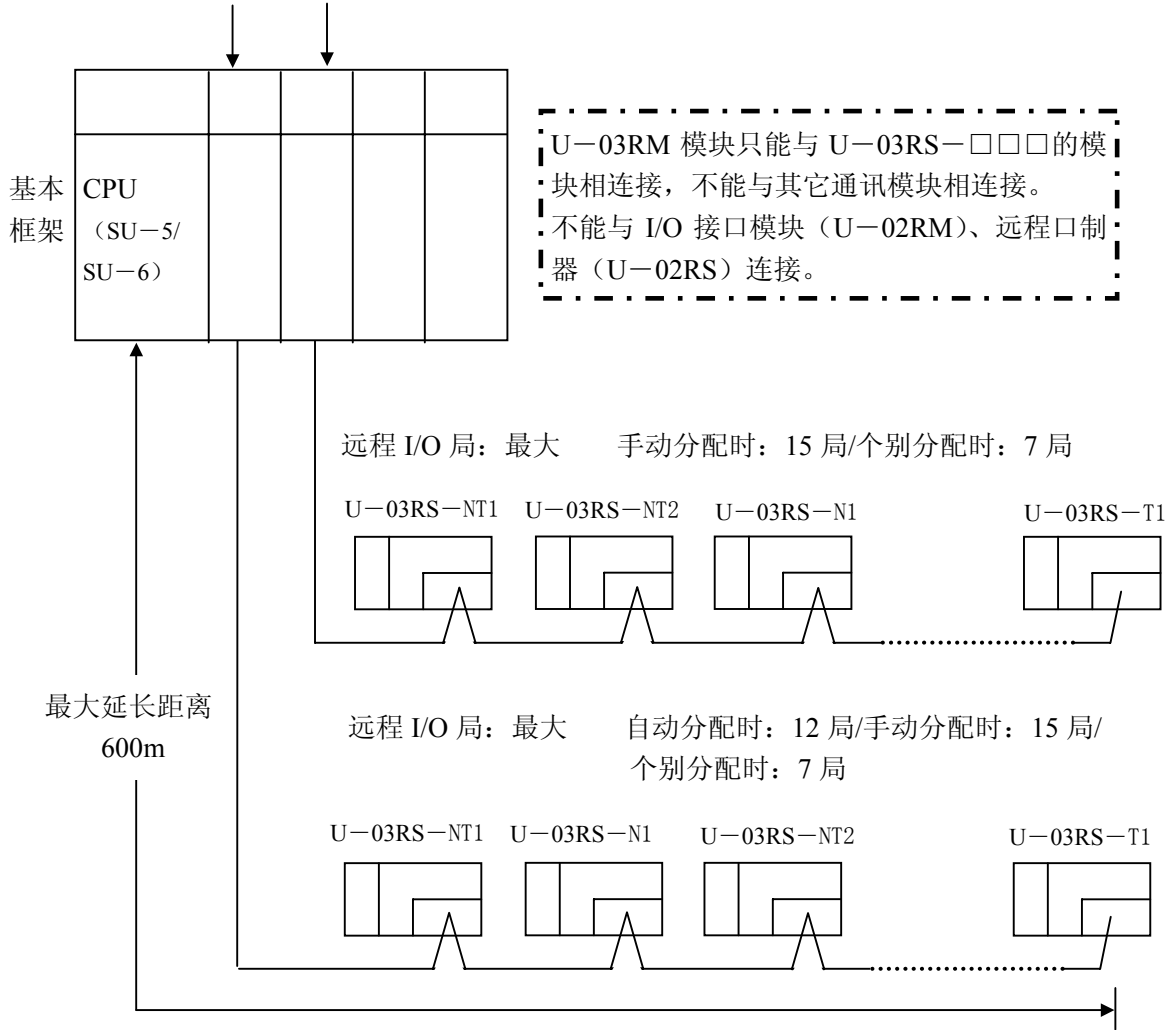 U-03RM 模块只能与 U-03RS-□□□的模
块相连接，不能与其它通讯模块相连接。
不能与 I/O 接口模块（U-02RM）、远程口制
器（U-02RS）连接。
基本
框架
CPU
（SU-5/
SU-6）
远程 I/O 局：最大 手动分配时：15 局/个别分配时：7 局
U-03RS-NT1 U-03RS-NT2 U-03RS-N1 U-03RS-T1
最大延长距离
600m
远程 I/O 局：最大 自动分配时：12 局/手动分配时：15 局/
个别分配时：7 局
U-03RS-NT1 U-03RS-N1 U-03RS-NT2 U-03RS-T1